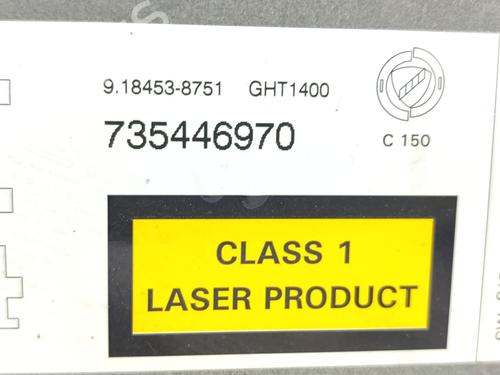 9.18453-8751 GHT1400
735446970
C 150
CLASS 1
LASER PRODUCT